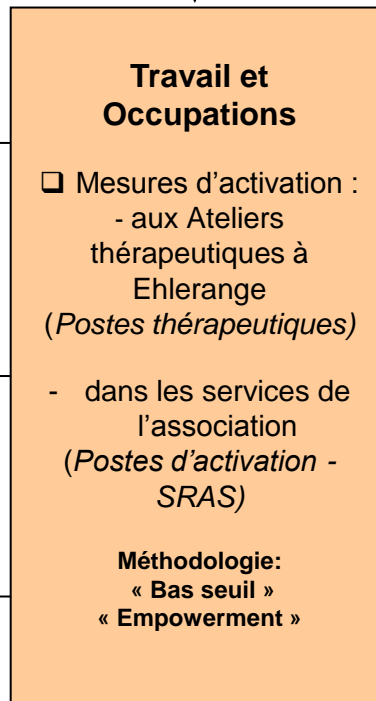 Travail et
Occupations
❑ Mesures d’activation :
- aux Ateliers
thérapeutiques à
Ehlerange
(Postes thérapeutiques)
- dans les services de
l’association
(Postes d’activation -
SRAS)
Méthodologie:
« Bas seuil »
« Empowerment »